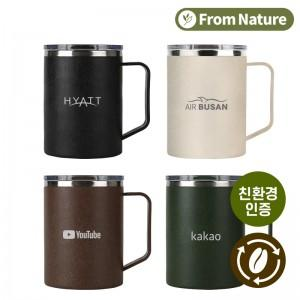 From Nature
HYATT
AIR BUSAN
YouTube
kakao
친환경
인증